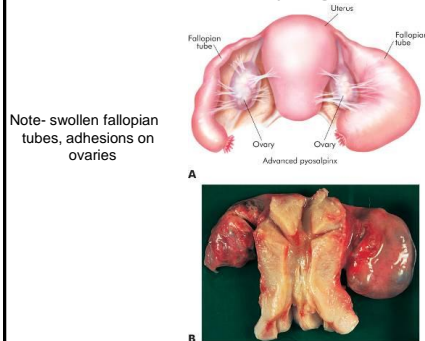 Uterus
Fallopian
tube
Fallopian
tube
Note- swollen fallopian
tubes, adhesions on
ovaries
Ovary
Ovary
Advanced pyosalpinx
A
B